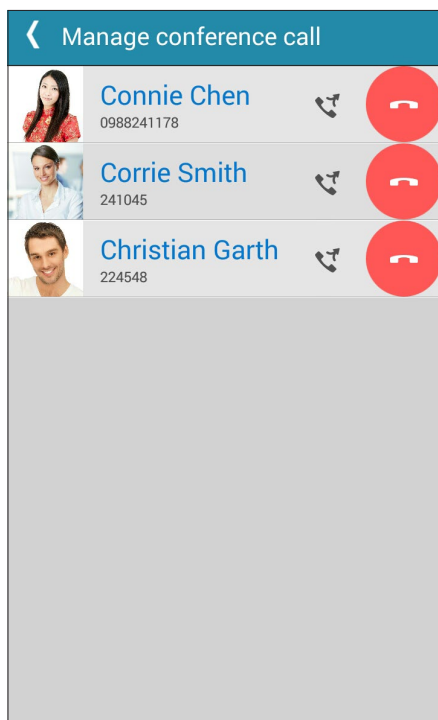 Manage conference call
Connie Chen
0988241178
Corrie Smith
241045
Christian Garth
224548